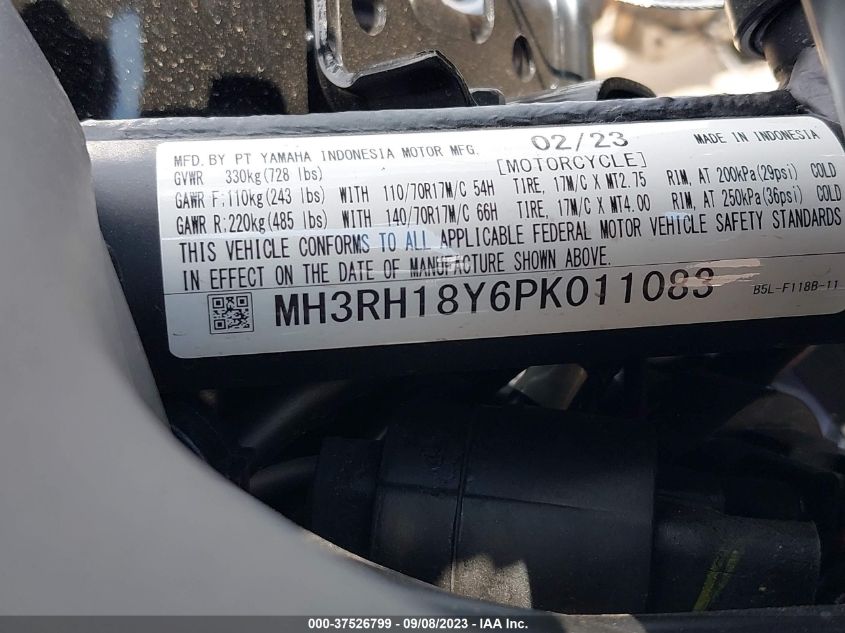 MFD. BY PT YAMAHA INDONESIA MOTOR MFG. 02/23 MADE IN INDONESIA
GVWR 330kg(728 lbs) [MOTORCYCLE]
GAWR F:110kg(243 lbs) WITH 110/70R17M/C 54H TIRE, 17M/C X MT2.75 RIM, AT 200kPa(29psi) COLD
GAWR R:220kg(485 lbs) WITH 140/70R17M/C 66H TIRE, 17M/C X MT4.00 RIM, AT 250kPa(36psi) COLD
THIS VEHICLE CONFORMS TO ALL APPLICABLE FEDERAL MOTOR VEHICLE SAFETY STANDARDS
IN EFFECT ON THE DATE OF MANUFACTURE SHOWN ABOVE.
MH3RH18Y6PK011083 B5L-F118B-11
000-37526799 - 09/08/2023 - © IAA Inc.